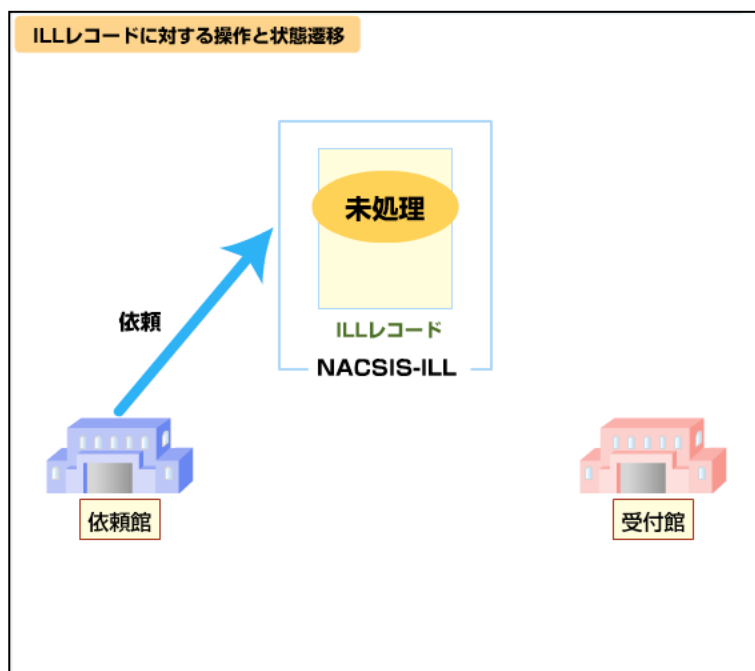 ILLレコードに対する操作と状態遷移
未処理
依頼
ILLレコード
NACSIS-ILL
依頼館
受付館